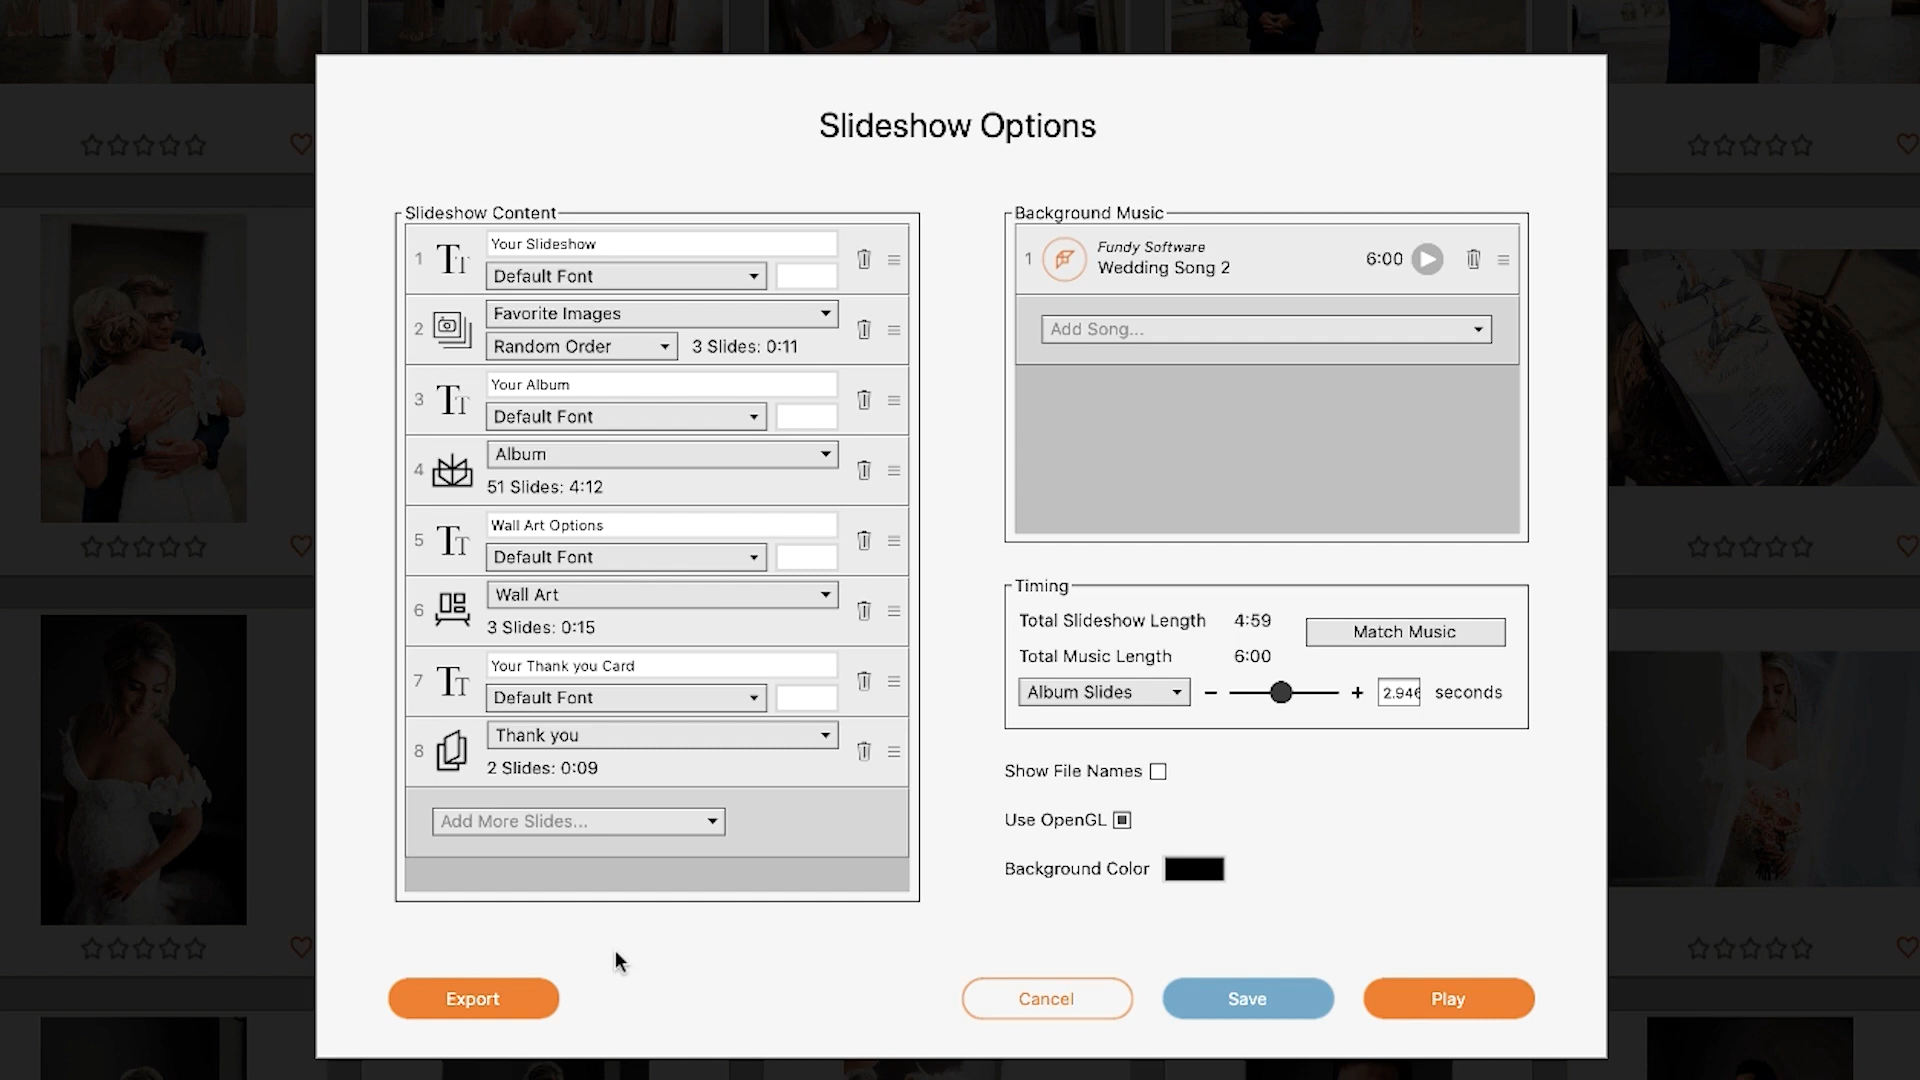 Slideshow Options
Slideshow Content
1 Your Slideshow
Default Font
2 Favorite Images
Random Order 3 Slides: 0:11
3 Your Album
Default Font
4 Album
51 Slides: 4:12
5 Wall Art Options
Default Font
6 Wall Art
3 Slides: 0:15
7 Your Thank you Card
Default Font
8 Thank you
2 Slides: 0:09
Add More Slides...
Background Music
1 Fundy Software
Wedding Song 2 6:00
Add Song...
Timing
Total Slideshow Length 4:59
Match Music
Total Music Length 6:00
Album Slides − + 2.946 seconds
Show File Names
Use OpenGL
Background Color
Export Cancel Save Play